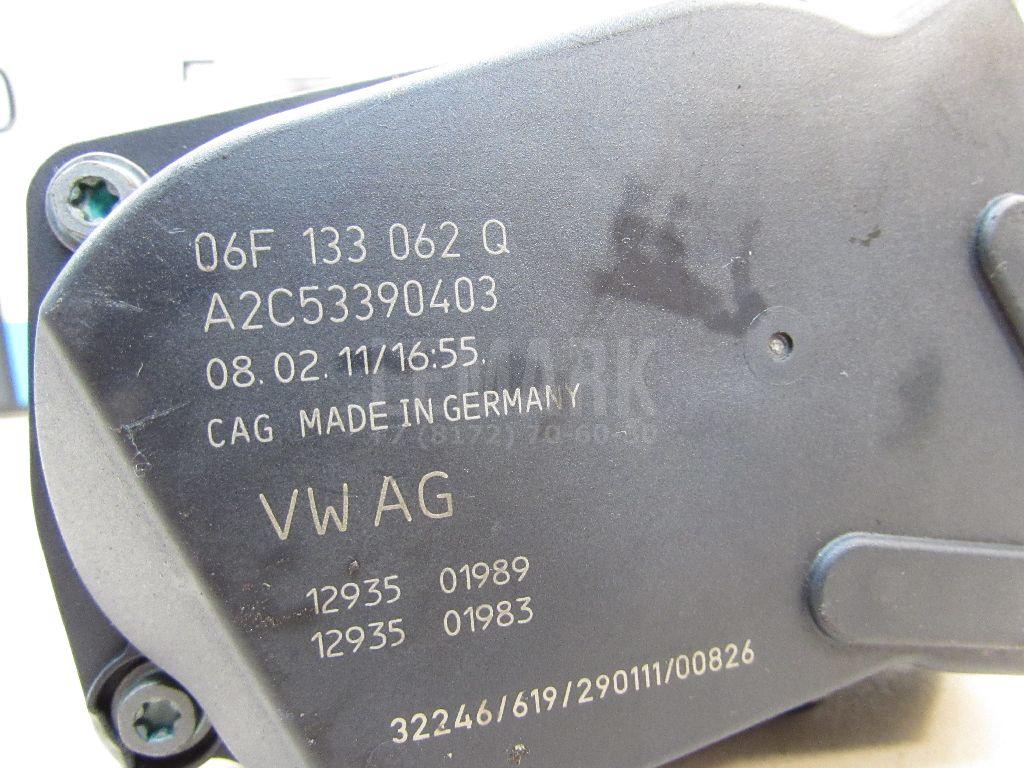 06F 133 062 Q
A2C53390403
08.02.11/16:55.
CAG MADE IN GERMANY
VW AG
12935 01989
12935 01983
32246/619/290111/00826